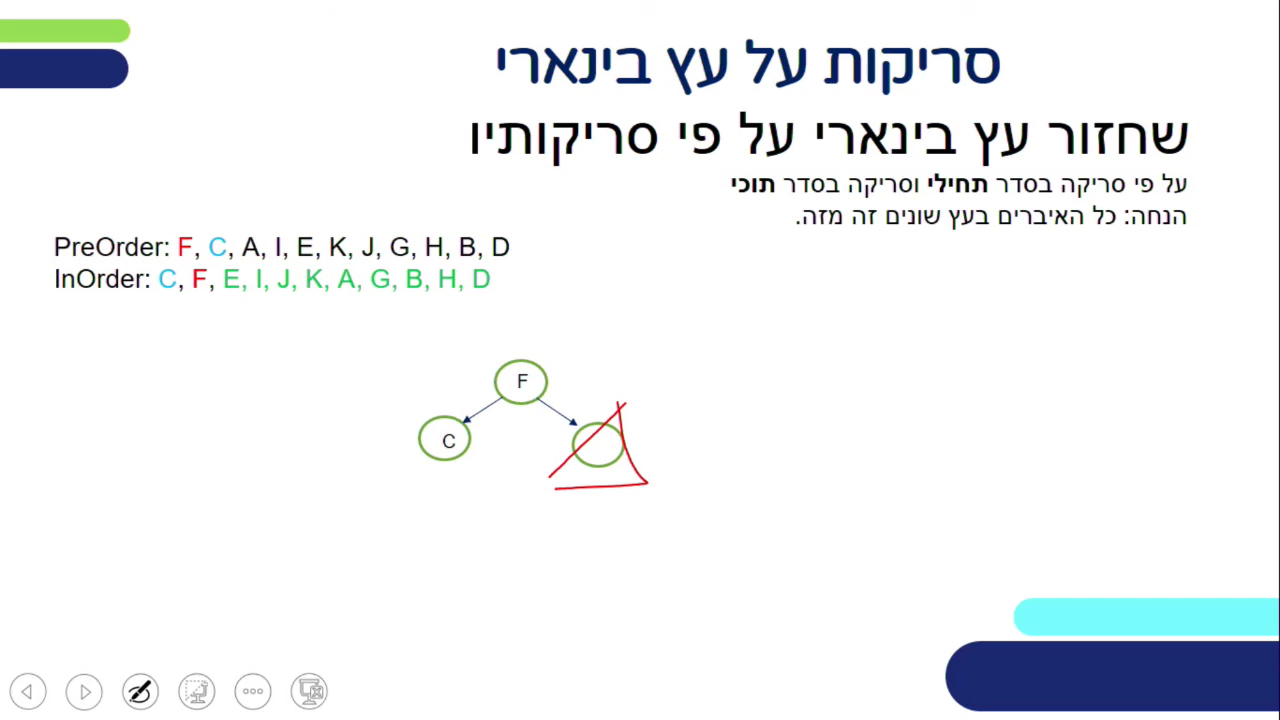 סריקות על עץ בינארי
שחזור עץ בינארי על פי סריקותיו
על פי סריקה בסדר תחילי וסריקה בסדר תוכי
הנחה: כל האיברים בעץ שונים זה מזה.
PreOrder: F, C, A, I, E, K, J, G, H, B, D
InOrder: C, F, E, I, J, K, A, G, B, H, D
F
C